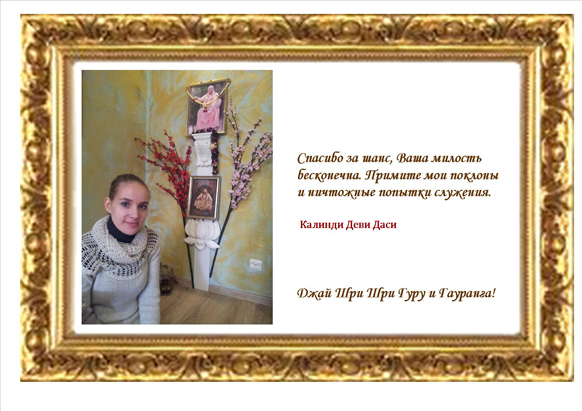 Спасибо за шанс, Ваша милость
бесконечна. Примите мои поклоны
и ничтожные попытки служения.
Калинди Деви Даси
Джай Шри Шри Гуру и Гауранга!